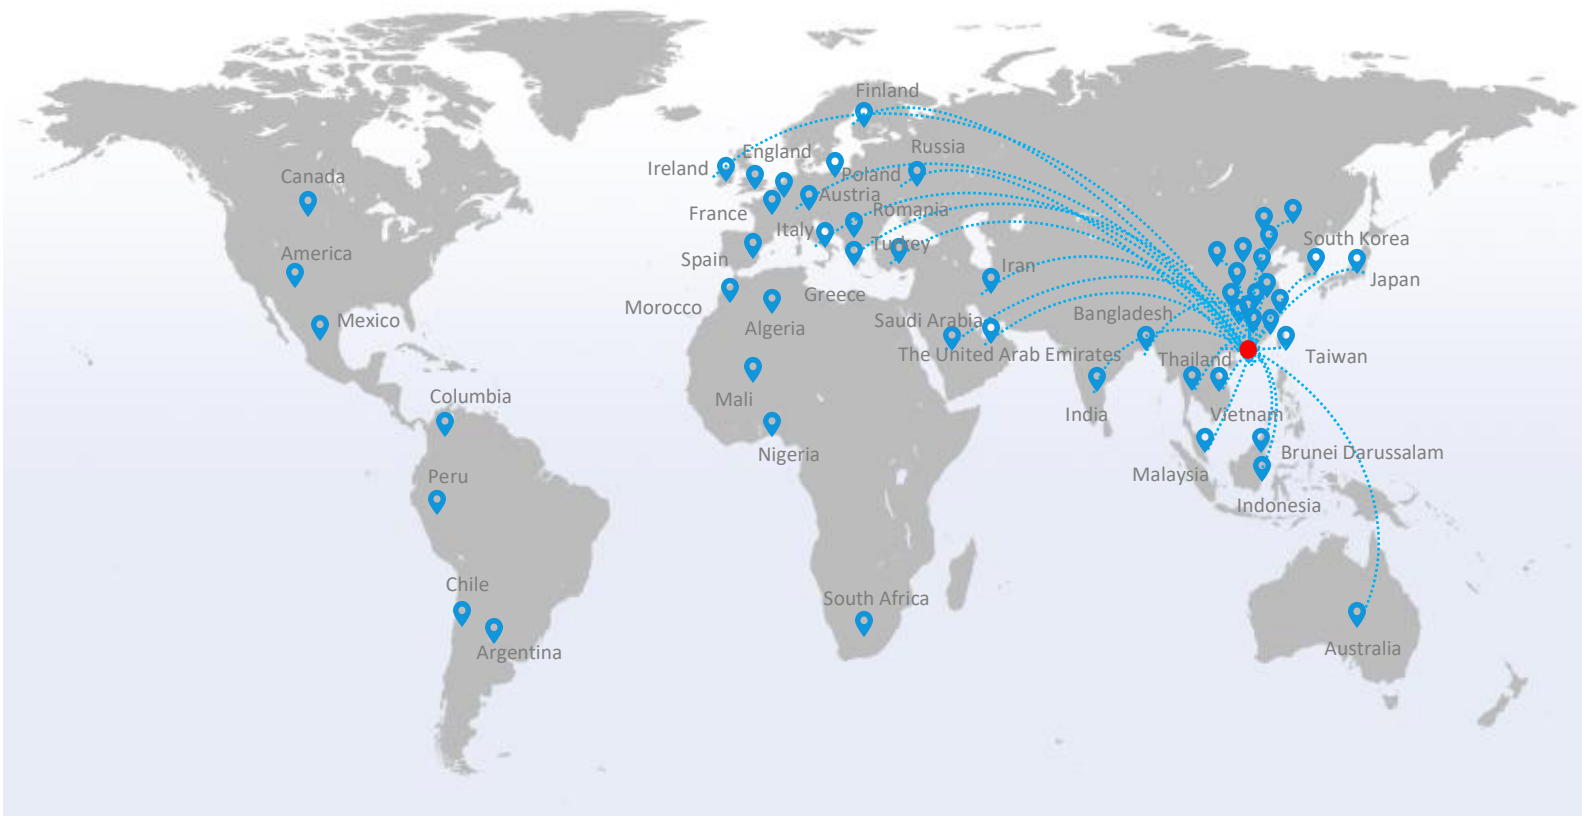 Finland
England
Russia
Ireland
Poland
Canada
Austria
France
Romania
Italy
South Korea
Turkey
America
Spain
Iran
Japan
Greece
Morocco
Bangladesh
Mexico
Algeria
Saudi Arabia
The United Arab Emirates
Thailand
Taiwan
Columbia
Mali
India
Vietnam
Nigeria
Brunei Darussalam
Peru
Malaysia
Indonesia
Chile
South Africa
Argentina
Australia